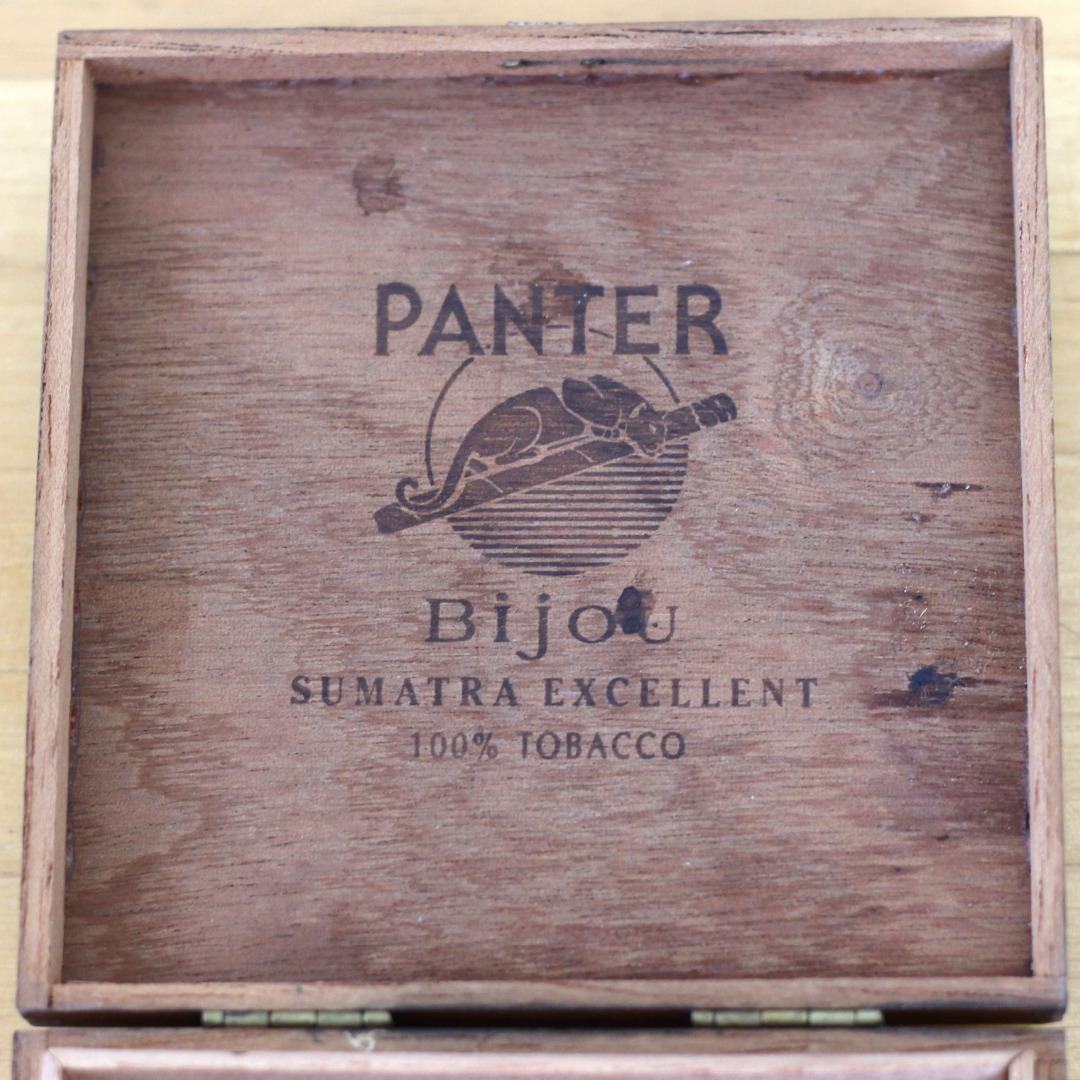 PANTER
Bijou
SUMATRA EXCELLENT
100% TOBACCO